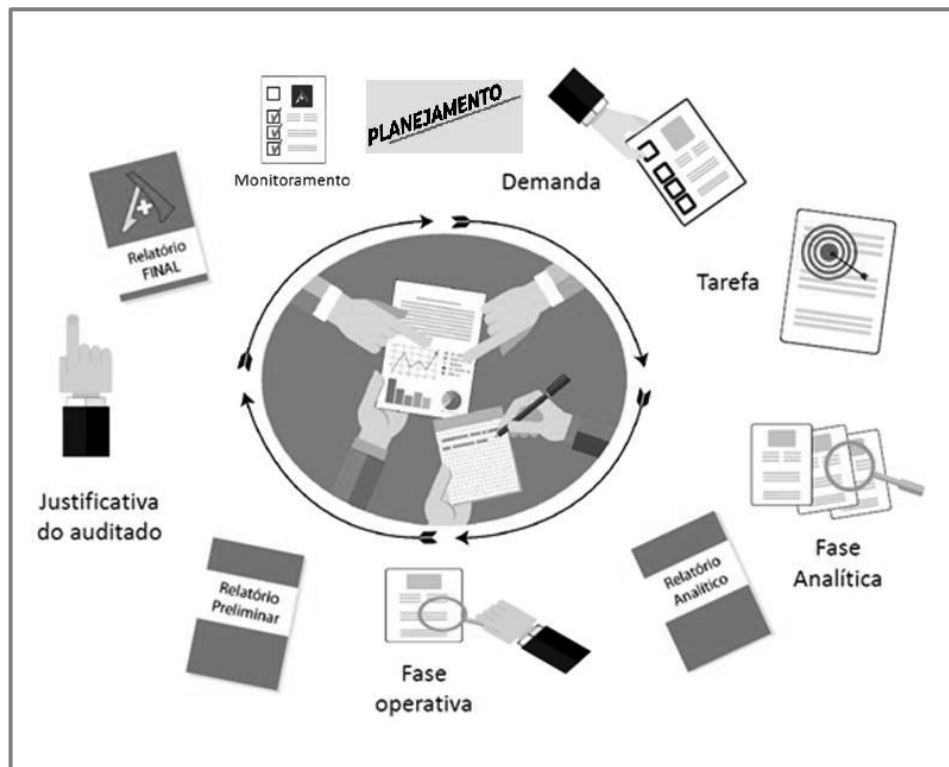 PLANEJAMENTO
Demanda
Monitoramento
Relatório
FINAL
Tarefa
Justificativa
do auditado
Fase
Analítica
Relatório
Analítico
Relatório
Preliminar
Fase
operativa